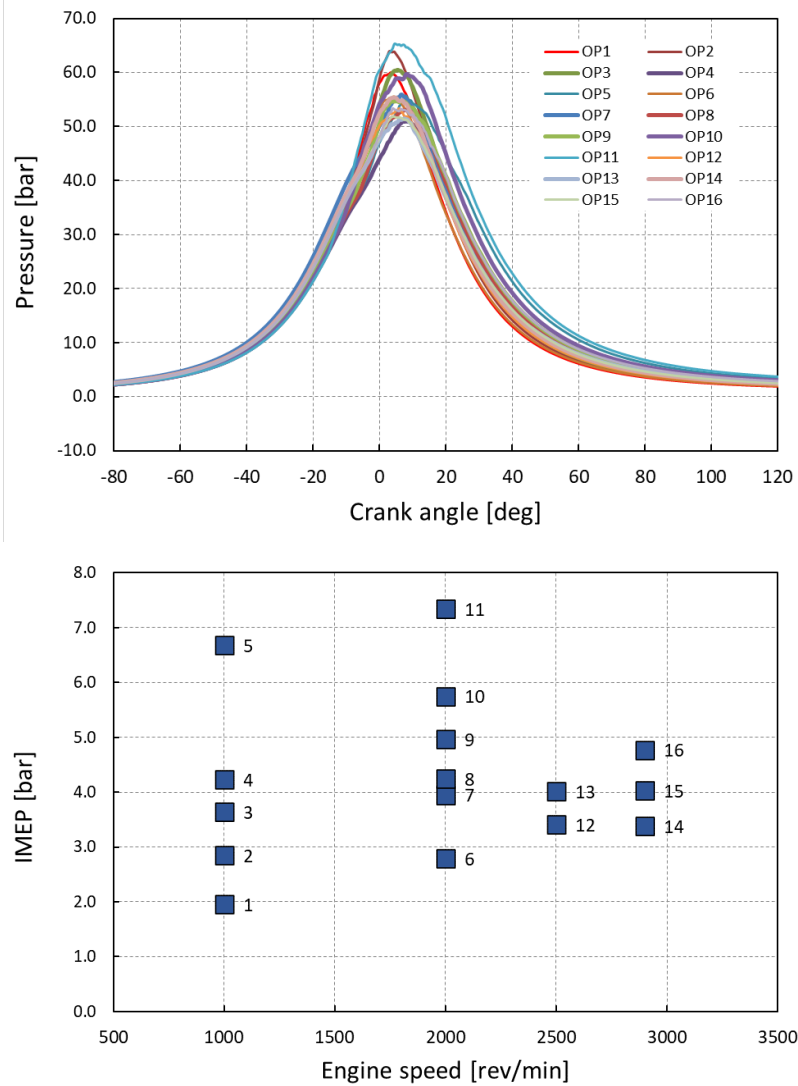 70.0
60.0
50.0
40.0
30.0
20.0
10.0
0.0
-10.0
Pressure [bar]
OP1 OP2
OP3 OP4
OP5 OP6
OP7 OP8
OP9 OP10
OP11 OP12
OP13 OP14
OP15 OP16
-80 -60 -40 -20 0 20 40 60 80 100 120
Crank angle [deg]
8.0
7.0
6.0
5.0
4.0
3.0
2.0
1.0
0.0
IMEP [bar]
11
5
10
9
16
4
8
7
13
15
3
12
14
2
6
1
500 1000 1500 2000 2500 3000 3500
Engine speed [rev/min]